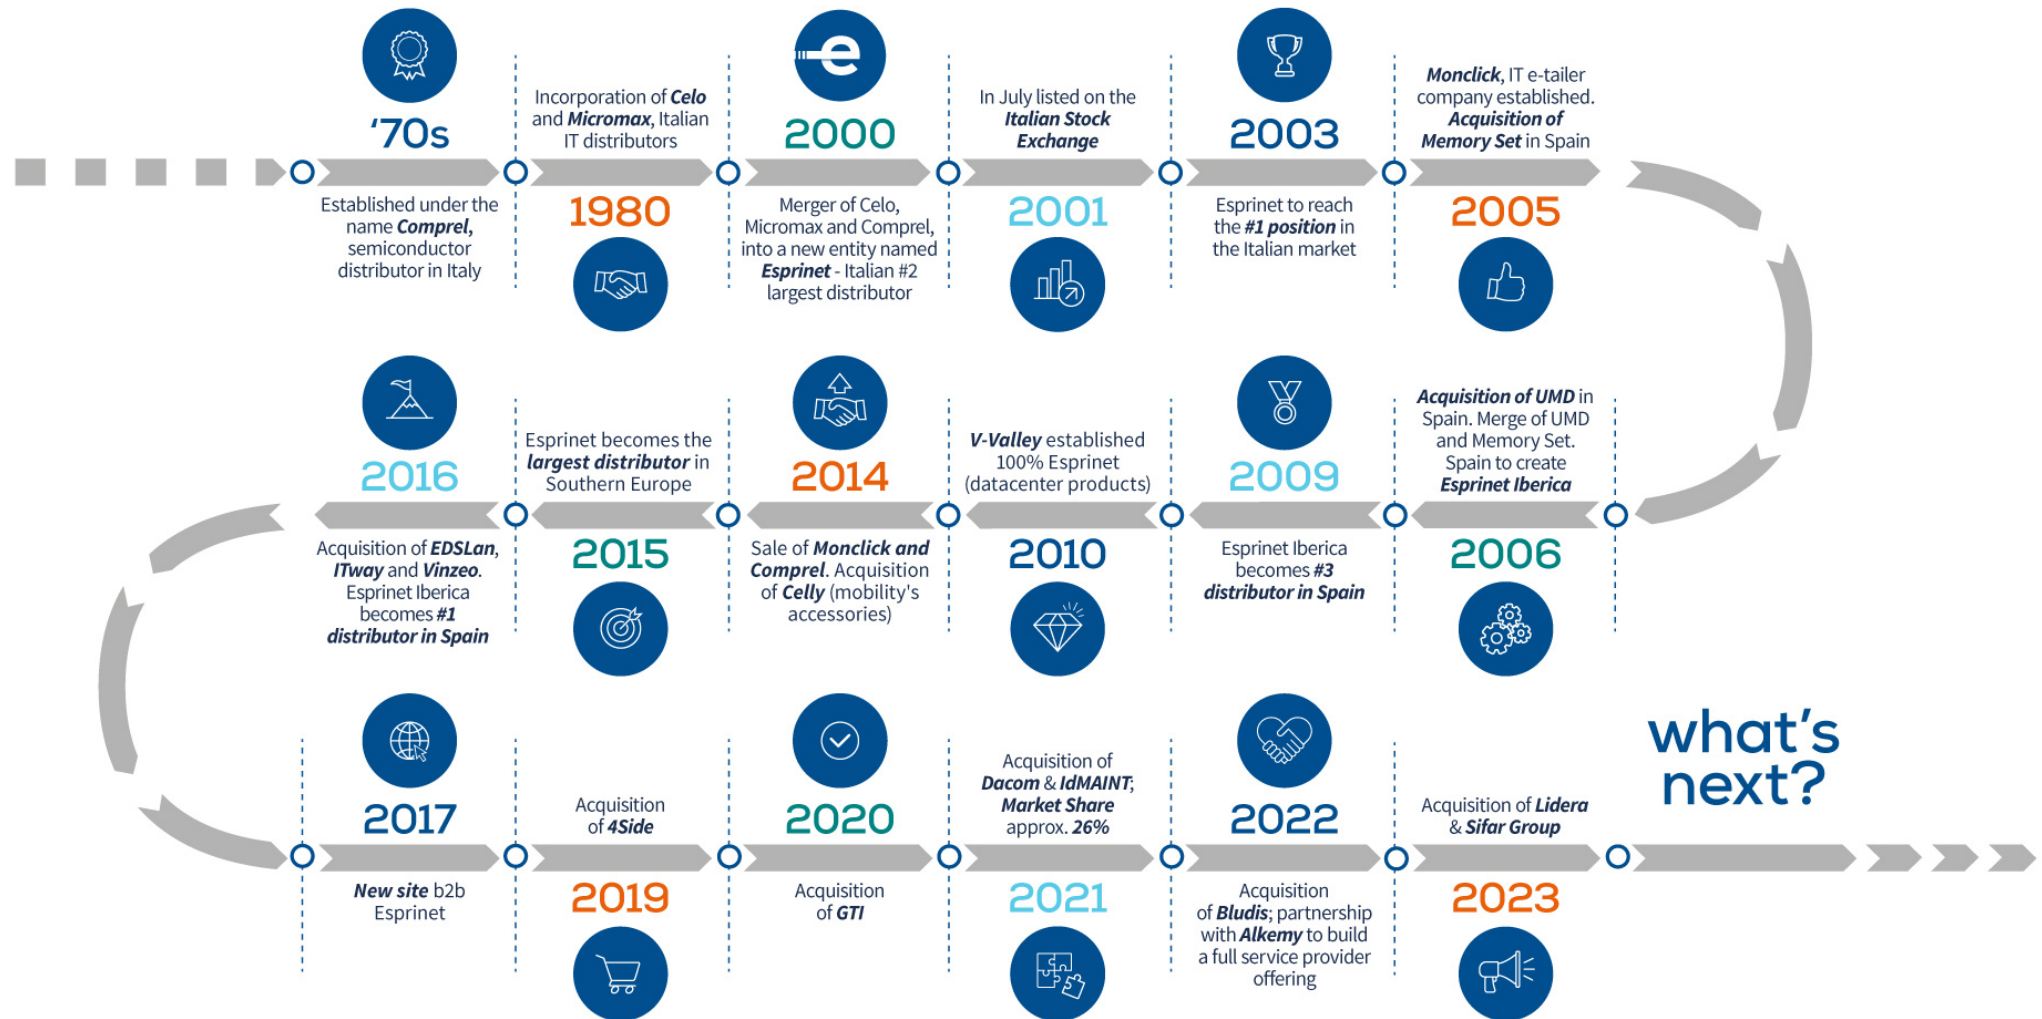 ‘70s
Established under the
name Comprel,
semiconductor
distributor in Italy
Incorporation of Celo
and Micromax, Italian
IT distributors
1980
e
2000
Merger of Celo,
Micromax and Comprel,
into a new entity named
Esprinet - Italian #2
largest distributor
In July listed on the
Italian Stock
Exchange
2001
2003
Esprinet to reach
the #1 position in
the Italian market
Monclick, IT e-tailer
company established.
Acquisition of
Memory Set in Spain
2005
Acquisition of UMD in
Spain. Merge of UMD
and Memory Set.
Spain to create
Esprinet Iberica
2006
2009
Esprinet Iberica
becomes #3
distributor in Spain
V-Valley established
100% Esprinet
(datacenter products)
2010
2014
Sale of Monclick and
Comprel. Acquisition
of Celly (mobility's
accessories)
Esprinet becomes the
largest distributor in
Southern Europe
2015
2016
Acquisition of EDSLan,
ITway and Vinzeo.
Esprinet Iberica
becomes #1
distributor in Spain
2017
New site b2b
Esprinet
Acquisition
of 4Side
2019
2020
Acquisition
of GTI
Acquisition of
Dacom & IdMAINT;
Market Share
approx. 26%
2021
2022
Acquisition
of Bludis; partnership
with Alkemy to build
a full service provider
offering
Acquisition of Lidera
& Sifar Group
2023
what’s
next?